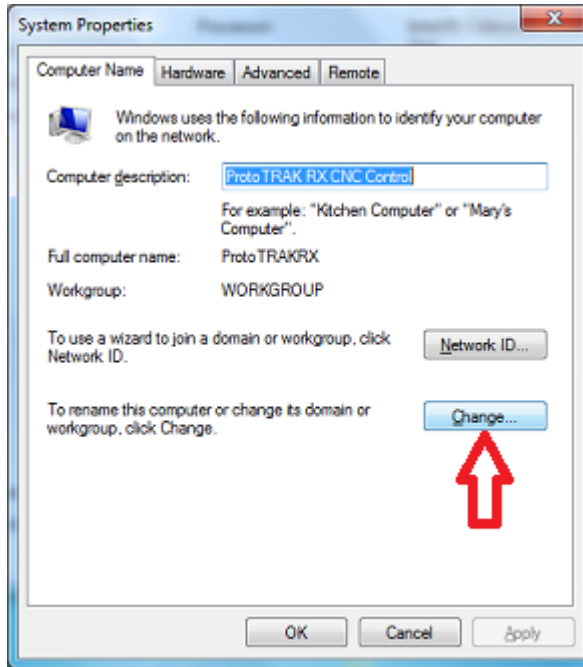 System Properties
Computer Name Hardware Advanced Remote
Windows uses the following information to identify your computer
on the network.
Computer description: ProtoTRAK RX CNC Control
For example: "Kitchen Computer" or "Mary's
Computer".
Full computer name: ProtoTRAKRX
Workgroup: WORKGROUP
To use a wizard to join a domain or workgroup, click
Network ID.
Network ID...
To rename this computer or change its domain or
workgroup, click Change.
Change...
OK Cancel Apply